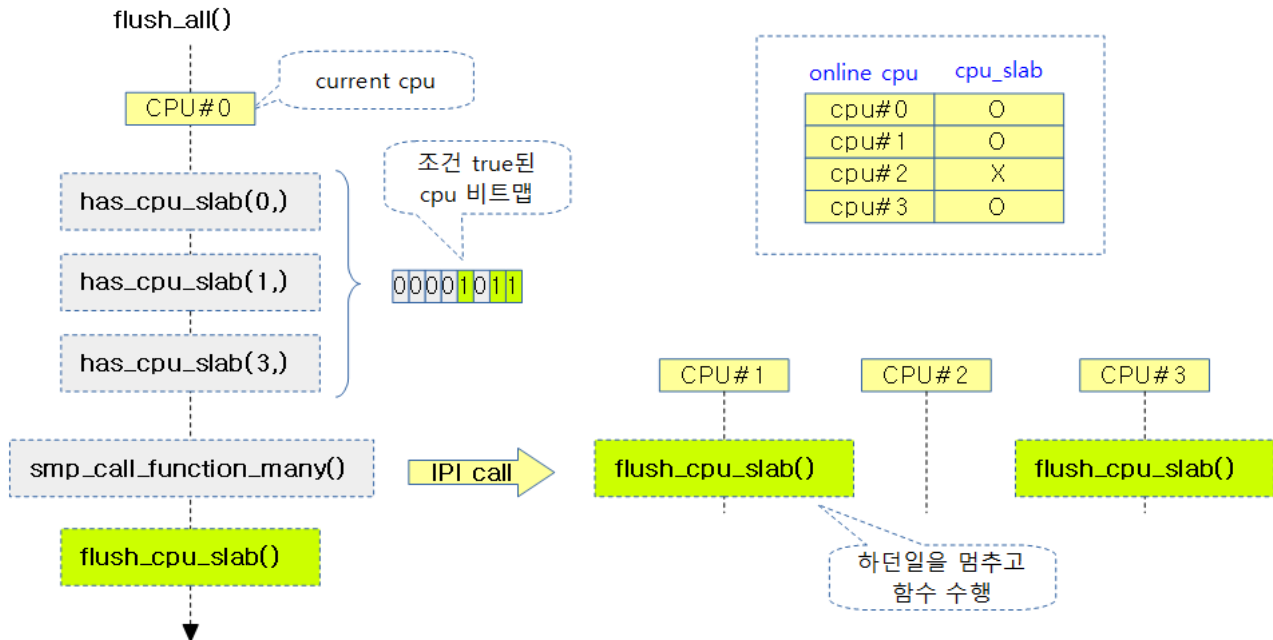 flush_all()
CPU#0
current cpu
has_cpu_slab(0,)
has_cpu_slab(1,)
has_cpu_slab(3,)
조건 true된
cpu 비트맵
00001011
smp_call_function_many()
IPI call
flush_cpu_slab()
online cpu cpu_slab
cpu#0 O
cpu#1 O
cpu#2 X
cpu#3 O
CPU#1 CPU#2 CPU#3
flush_cpu_slab() flush_cpu_slab()
하던일을 멈추고
함수 수행